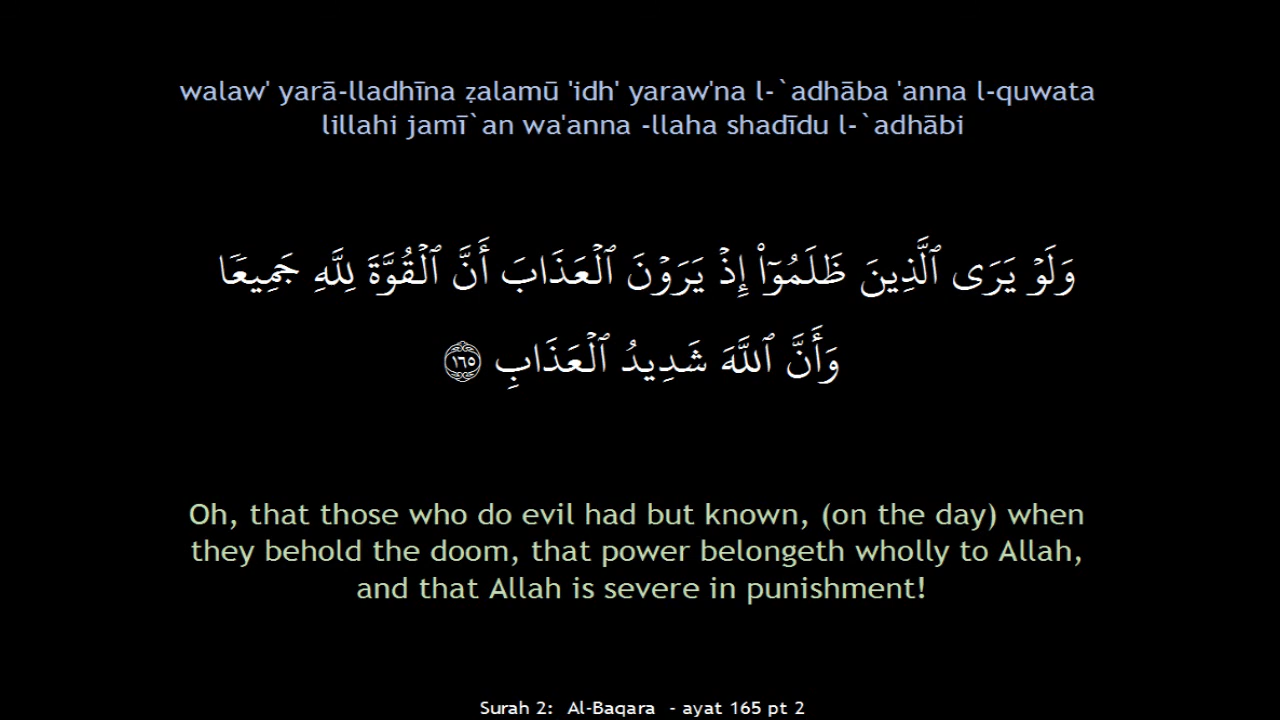 walaw' yarā-lladhīna ẓalamū 'idh' yaraw'na l-`adhāba 'anna l-quwata
lillahi jamī`an wa'anna -llaha shadīdu l-`adhābi
وَلَوۡ يَرَى ٱلَّذِينَ ظَلَمُوٓاْ إِذۡ يَرَوۡنَ ٱلۡعَذَابَ أَنَّ ٱلۡقُوَّةَ لِلَّهِ جَمِيعٗا
وَأَنَّ ٱللَّهَ شَدِيدُ ٱلۡعَذَابِ ١٦٥
Oh, that those who do evil had but known, (on the day) when
they behold the doom, that power belongeth wholly to Allah,
and that Allah is severe in punishment!
Surah 2: Al-Baqara - ayat 165 pt 2